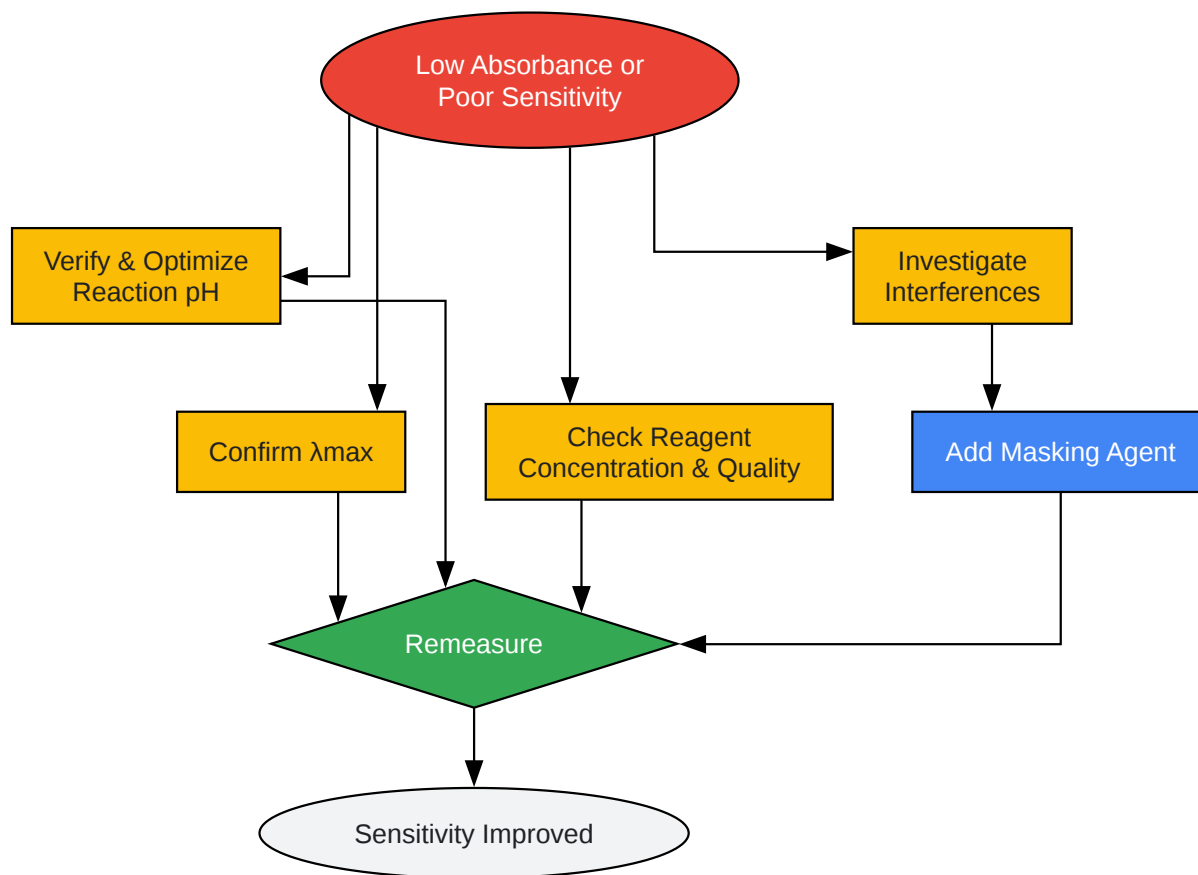 Low Absorbance or
Poor Sensitivity
Verify & Optimize
Reaction pH
Investigate
Interferences
Confirm λmax
Check Reagent
Concentration & Quality
Add Masking Agent
Remeasure
Sensitivity Improved